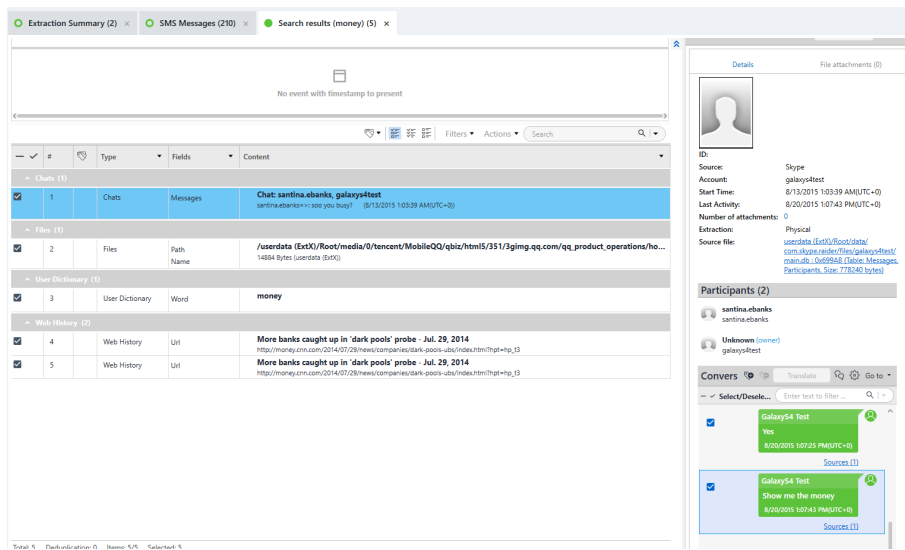 Extraction Summary (2) ×
SMS Messages (210) ×
Search results (money) (5) ×
No event with timestamp to present
Filters Actions Search
# Type Fields Content
Chats (1)
1 Chats Messages Chat: santina.ebanks, galaxys4test
santina.ebanks=>: soo you busy? (8/13/2015 1:03:39 AM(UTC+0))
Files (1)
2 Files Path /userdata (ExtX)/Root/media/0/tencent/MobileQQ/qbiz/html5/351/3gimg.qq.com/qq_product_operations/ho...
Name 14884 Bytes (userdata (ExtX))
User Dictionary (1)
3 User Dictionary Word money
Web History (2)
4 Web History Url More banks caught up in 'dark pools' probe - Jul. 29, 2014
http://money.cnn.com/2014/07/29/news/companies/dark-pools-ubs/index.htm?hpt=hp_t3
5 Web History Url More banks caught up in 'dark pools' probe - Jul. 29, 2014
http://money.cnn.com/2014/07/29/news/companies/dark-pools-ubs/index.htm?hpt=hp_t3
Total: 5 Deduplication: 0 Items: 5/5 Selected: 5
Details File attachments (0)
ID:
Source: Skype
Account: galaxys4test
Start Time: 8/13/2015 1:03:39 AM(UTC+0)
Last Activity: 8/20/2015 1:07:43 PM(UTC+0)
Number of attachments: 0
Extraction: Physical
Source file: userdata (ExtX)/Root/data/
com.skype.raider/files/galaxys4test/
main.db : 0x699A8 (Table: Messages,
Participants, Size: 778240 bytes)
Participants (2)
santina.ebanks
santina.ebanks
Unknown (owner)
galaxys4test
Convers Translate Go to
Select/Desele... Enter text to filter ...
GalaxyS4 Test
Yes
8/20/2015 1:07:25 PM(UTC+0)
Sources (1)
GalaxyS4 Test
Show me the money
8/20/2015 1:07:43 PM(UTC+0)
Sources (1)